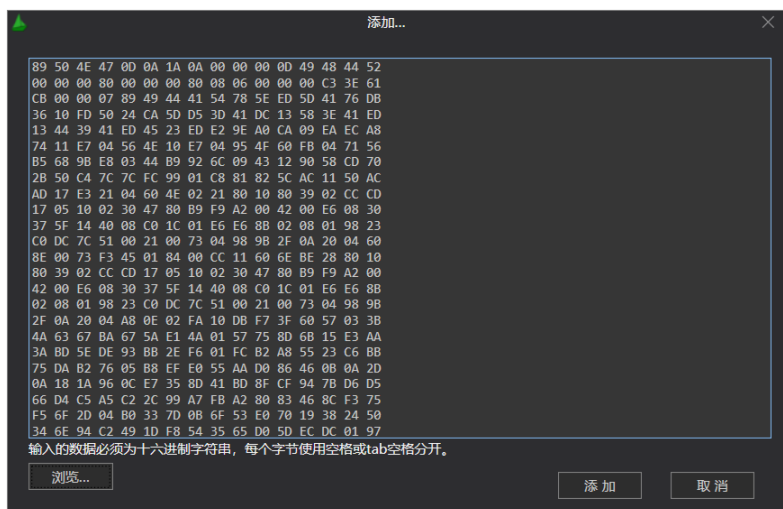 添加...
89 50 4E 47 0D 0A 1A 0A 00 00 00 0D 49 48 44 52
00 00 00 80 00 00 00 80 08 06 00 00 00 C3 3E 61
CB 00 00 07 89 49 44 41 54 78 5E ED 5D 41 76 DB
36 10 FD 50 24 CA 5D D5 3D 41 DC 13 58 3E 41 ED
13 44 39 41 ED 45 23 ED E2 9E A0 CA 09 EA EC A8
74 11 E7 04 56 4E 10 E7 04 95 4F 60 FB 04 71 56
B5 68 9B E8 03 44 B9 92 6C 09 43 12 90 58 CD 70
2B 50 C4 7C 7C FC 99 01 C8 81 82 5C AC 11 50 AC
AD 17 E3 21 04 60 4E 02 21 80 10 80 39 02 CC CD
17 05 10 02 30 47 80 B9 F9 A2 00 42 00 E6 08 30
37 5F 14 40 08 C0 1C 01 E6 E6 8B 02 08 01 98 23
C0 DC 7C 51 00 21 00 73 04 98 9B 2F 0A 20 04 60
8E 00 73 F3 45 01 84 00 CC 11 60 6E BE 28 80 10
80 39 02 CC CD 17 05 10 02 30 47 80 B9 F9 A2 00
42 00 E6 08 30 37 5F 14 40 08 C0 1C 01 E6 E6 8B
02 08 01 98 23 C0 DC 7C 51 00 21 00 73 04 98 9B
2F 0A 20 04 A8 0E 02 FA 10 DB F7 3F 60 57 03 3B
4A 63 67 BA 67 5A E1 4A 01 57 75 8D 6B 15 E3 AA
3A BD 5E DE 93 BB 2E F6 01 FC B2 A8 55 23 C6 BB
75 DA B2 76 05 B8 EF E0 55 AA D0 86 46 0B 0A 2D
0A 18 1A 96 0C E7 35 8D 41 BD 8F CF 94 7B D6 D5
66 D4 C5 A5 C2 2C 99 A7 FB A2 80 83 46 8C F3 75
F5 6F 2D 04 B0 33 7D 0B 6F 53 E0 70 19 38 24 50
34 6E 94 C2 49 1D F8 54 35 65 D0 5D EC DC 01 97
输入的数据必须为十六进制字符串，每个字节使用空格或tab空格分开。
浏览...
添 加
取 消